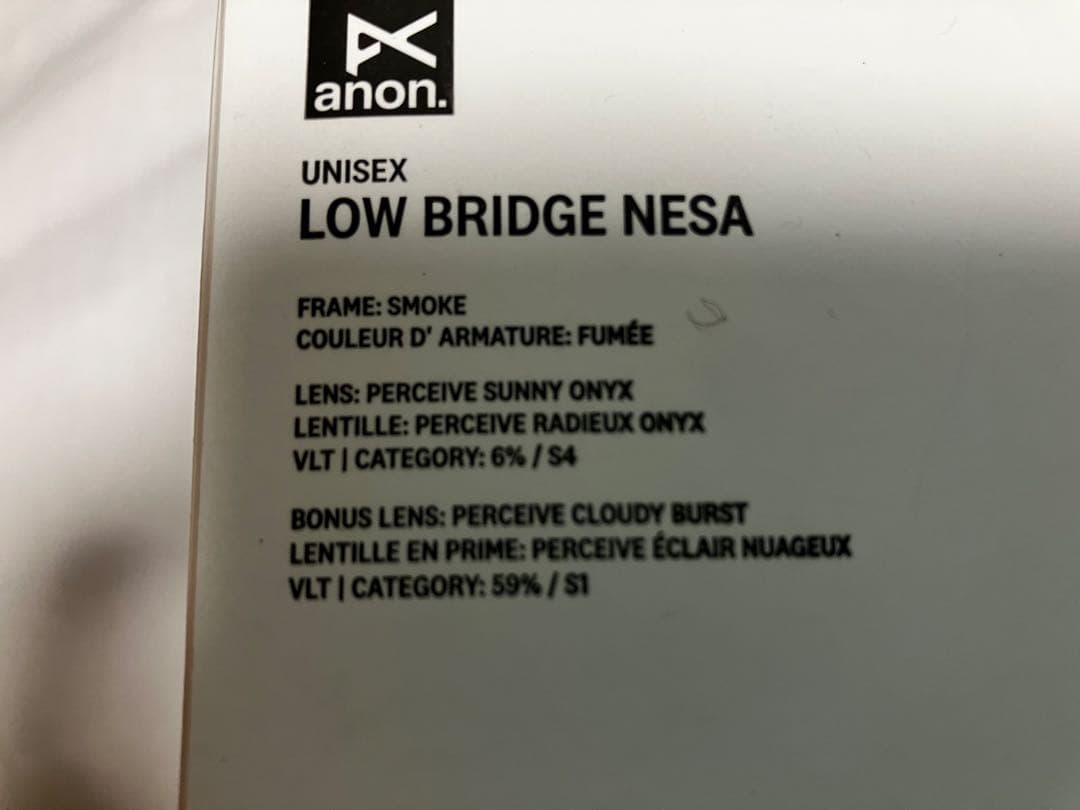 anon.
UNISEX
LOW BRIDGE NESA
FRAME: SMOKE
COULEUR D' ARMATURE: FUMÉE
LENS: PERCEIVE SUNNY ONYX
LENTILLE: PERCEIVE RADIEUX ONYX
VLT | CATEGORY: 6% / S4
BONUS LENS: PERCEIVE CLOUDY BURST
LENTILLE EN PRIME: PERCEIVE ÉCLAIR NUAGEUX
VLT | CATEGORY: 59% / S1